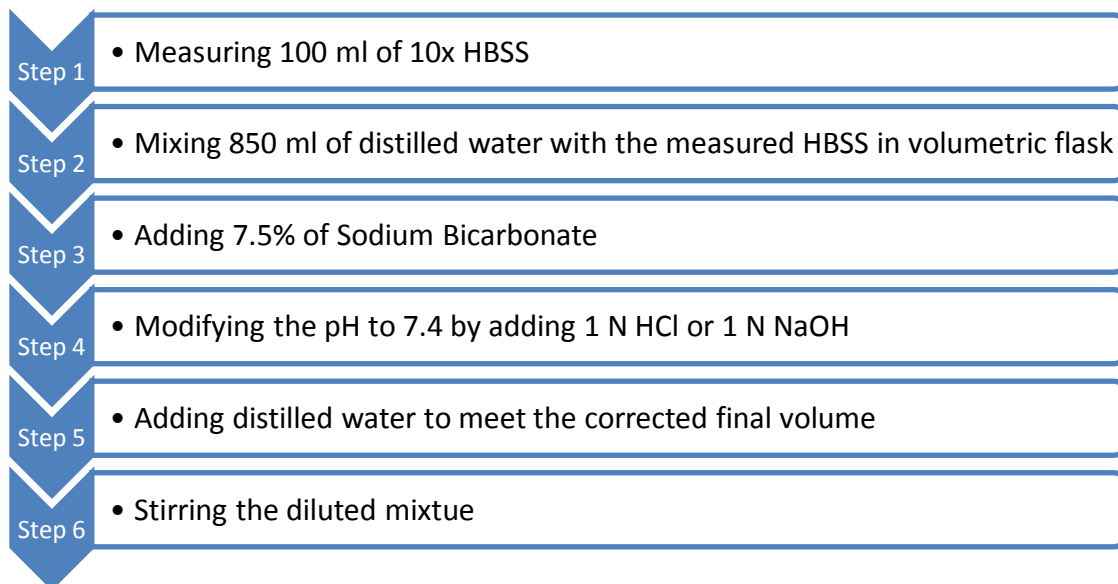 Step 1
• Measuring 100 ml of 10x HBSS
Step 2
• Mixing 850 ml of distilled water with the measured HBSS in volumetric flask
Step 3
• Adding 7.5% of Sodium Bicarbonate
Step 4
• Modifying the pH to 7.4 by adding 1 N HCl or 1 N NaOH
Step 5
• Adding distilled water to meet the corrected final volume
Step 6
• Stirring the diluted mixtue